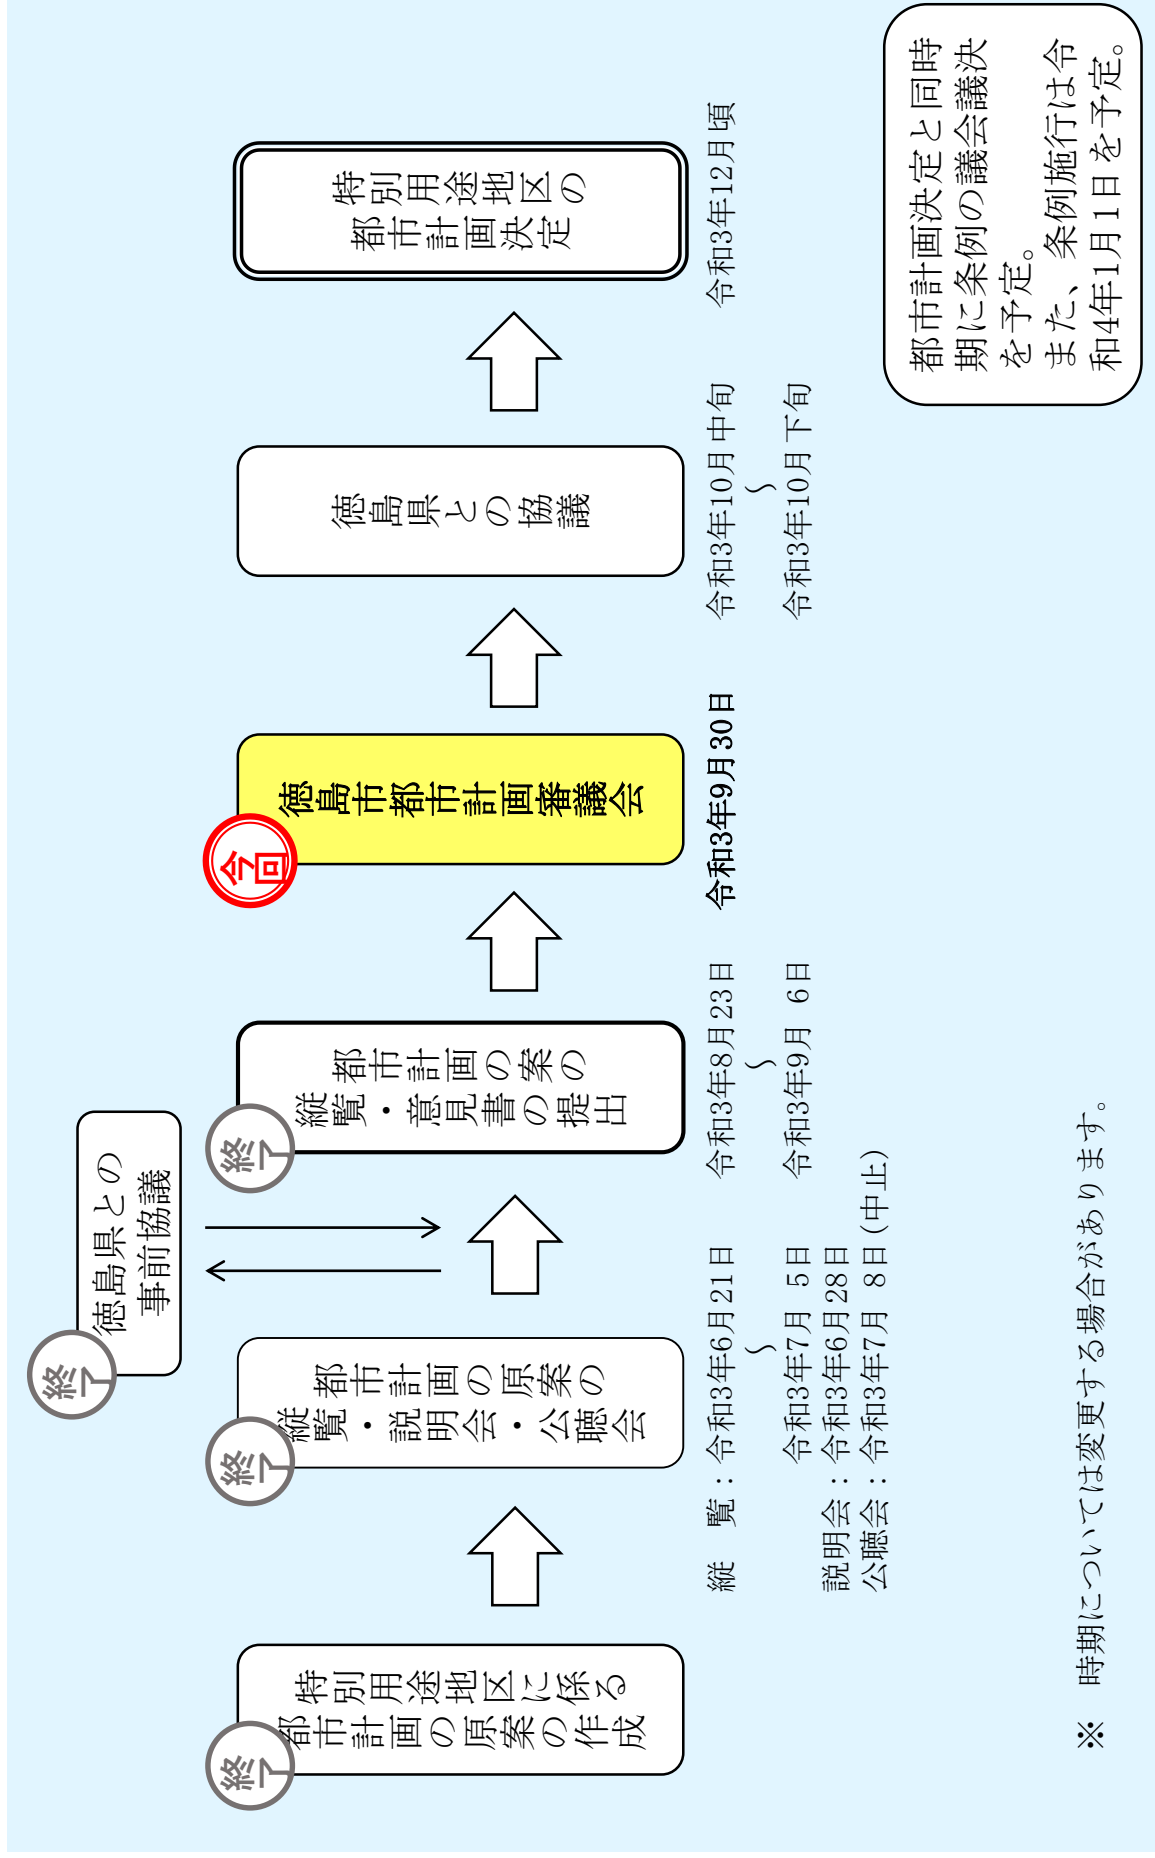 終了
特別用途地区に係る
都市計画の原案の作成
終了
都市計画の原案の
縦覧・説明会・公聴会
縦　覧：令和3年6月21日
～
令和3年7月 5日
説明会：令和3年6月28日
公聴会：令和3年7月 8日(中止)
終了
徳島県との
事前協議
終了
都市計画の案の
縦覧・意見書の提出
令和3年8月23日
～
令和3年9月 6日
今回
徳島市都市計画審議会
令和3年9月30日
徳島県との協議
令和3年10月中旬
～
令和3年10月下旬
特別用途地区の
都市計画決定
令和3年12月頃
都市計画決定と同時
期に条例の議会議決
を予定。
また、条例施行は令
和4年1月1日を予定。
※　時期については変更する場合があります。